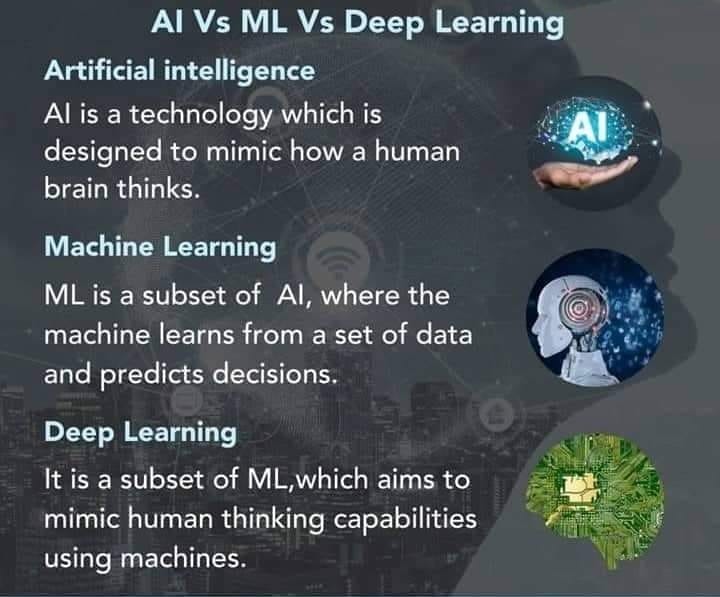 AI Vs ML Vs Deep Learning
Artificial intelligence
AI is a technology which is
designed to mimic how a human
brain thinks.
AI
Machine Learning
ML is a subset of AI, where the
machine learns from a set of data
and predicts decisions.
Deep Learning
It is a subset of ML,which aims to
mimic human thinking capabilities
using machines.